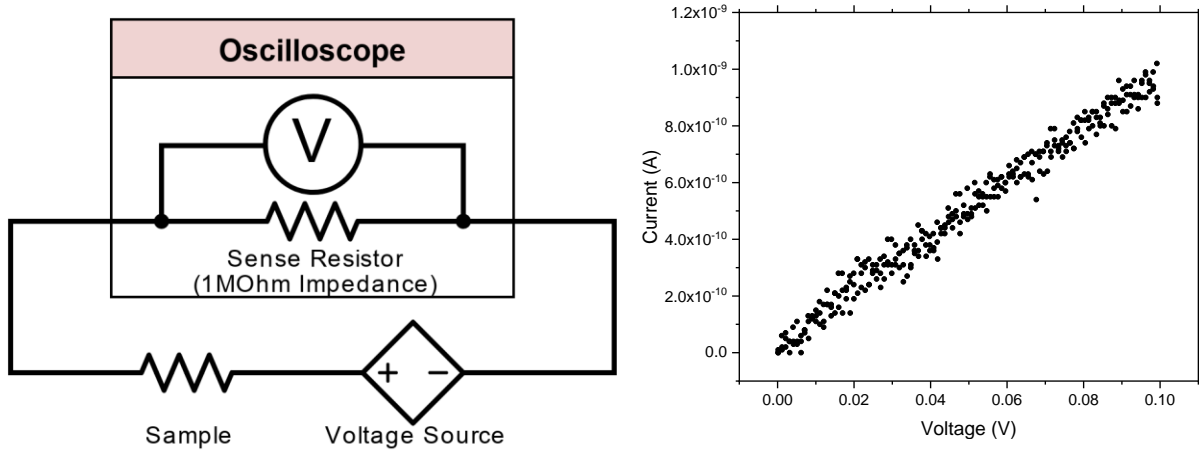 Oscilloscope
V
Sense Resistor
(1MOhm Impedance)
+ −
Sample
Voltage Source
1.2x10⁻⁹
1.0x10⁻⁹
8.0x10⁻¹⁰
6.0x10⁻¹⁰
4.0x10⁻¹⁰
2.0x10⁻¹⁰
0.0
Current (A)
0.00 0.02 0.04 0.06 0.08 0.10
Voltage (V)